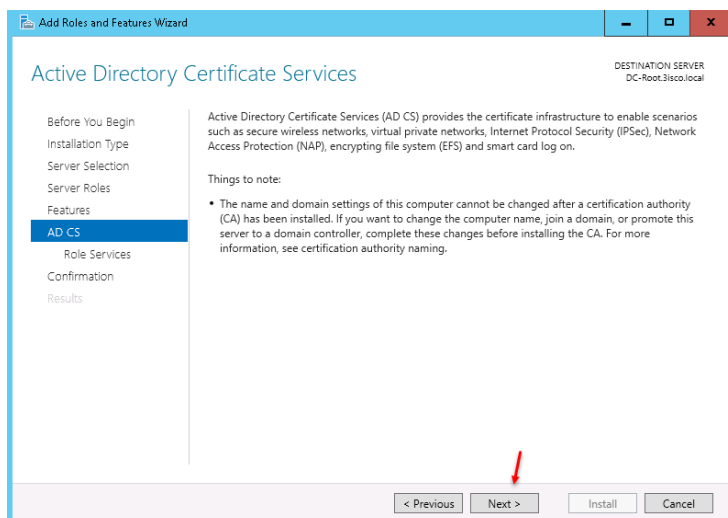 Add Roles and Features Wizard
Active Directory Certificate Services
DESTINATION SERVER
DC-Root.3isco.local
Before You Begin
Installation Type
Server Selection
Server Roles
Features
AD CS
Role Services
Confirmation
Results
Active Directory Certificate Services (AD CS) provides the certificate infrastructure to enable scenarios
such as secure wireless networks, virtual private networks, Internet Protocol Security (IPSec), Network
Access Protection (NAP), encrypting file system (EFS) and smart card log on.
Things to note:
• The name and domain settings of this computer cannot be changed after a certification authority
(CA) has been installed. If you want to change the computer name, join a domain, or promote this
server to a domain controller, complete these changes before installing the CA. For more
information, see certification authority naming.
< Previous
Next >
Install
Cancel